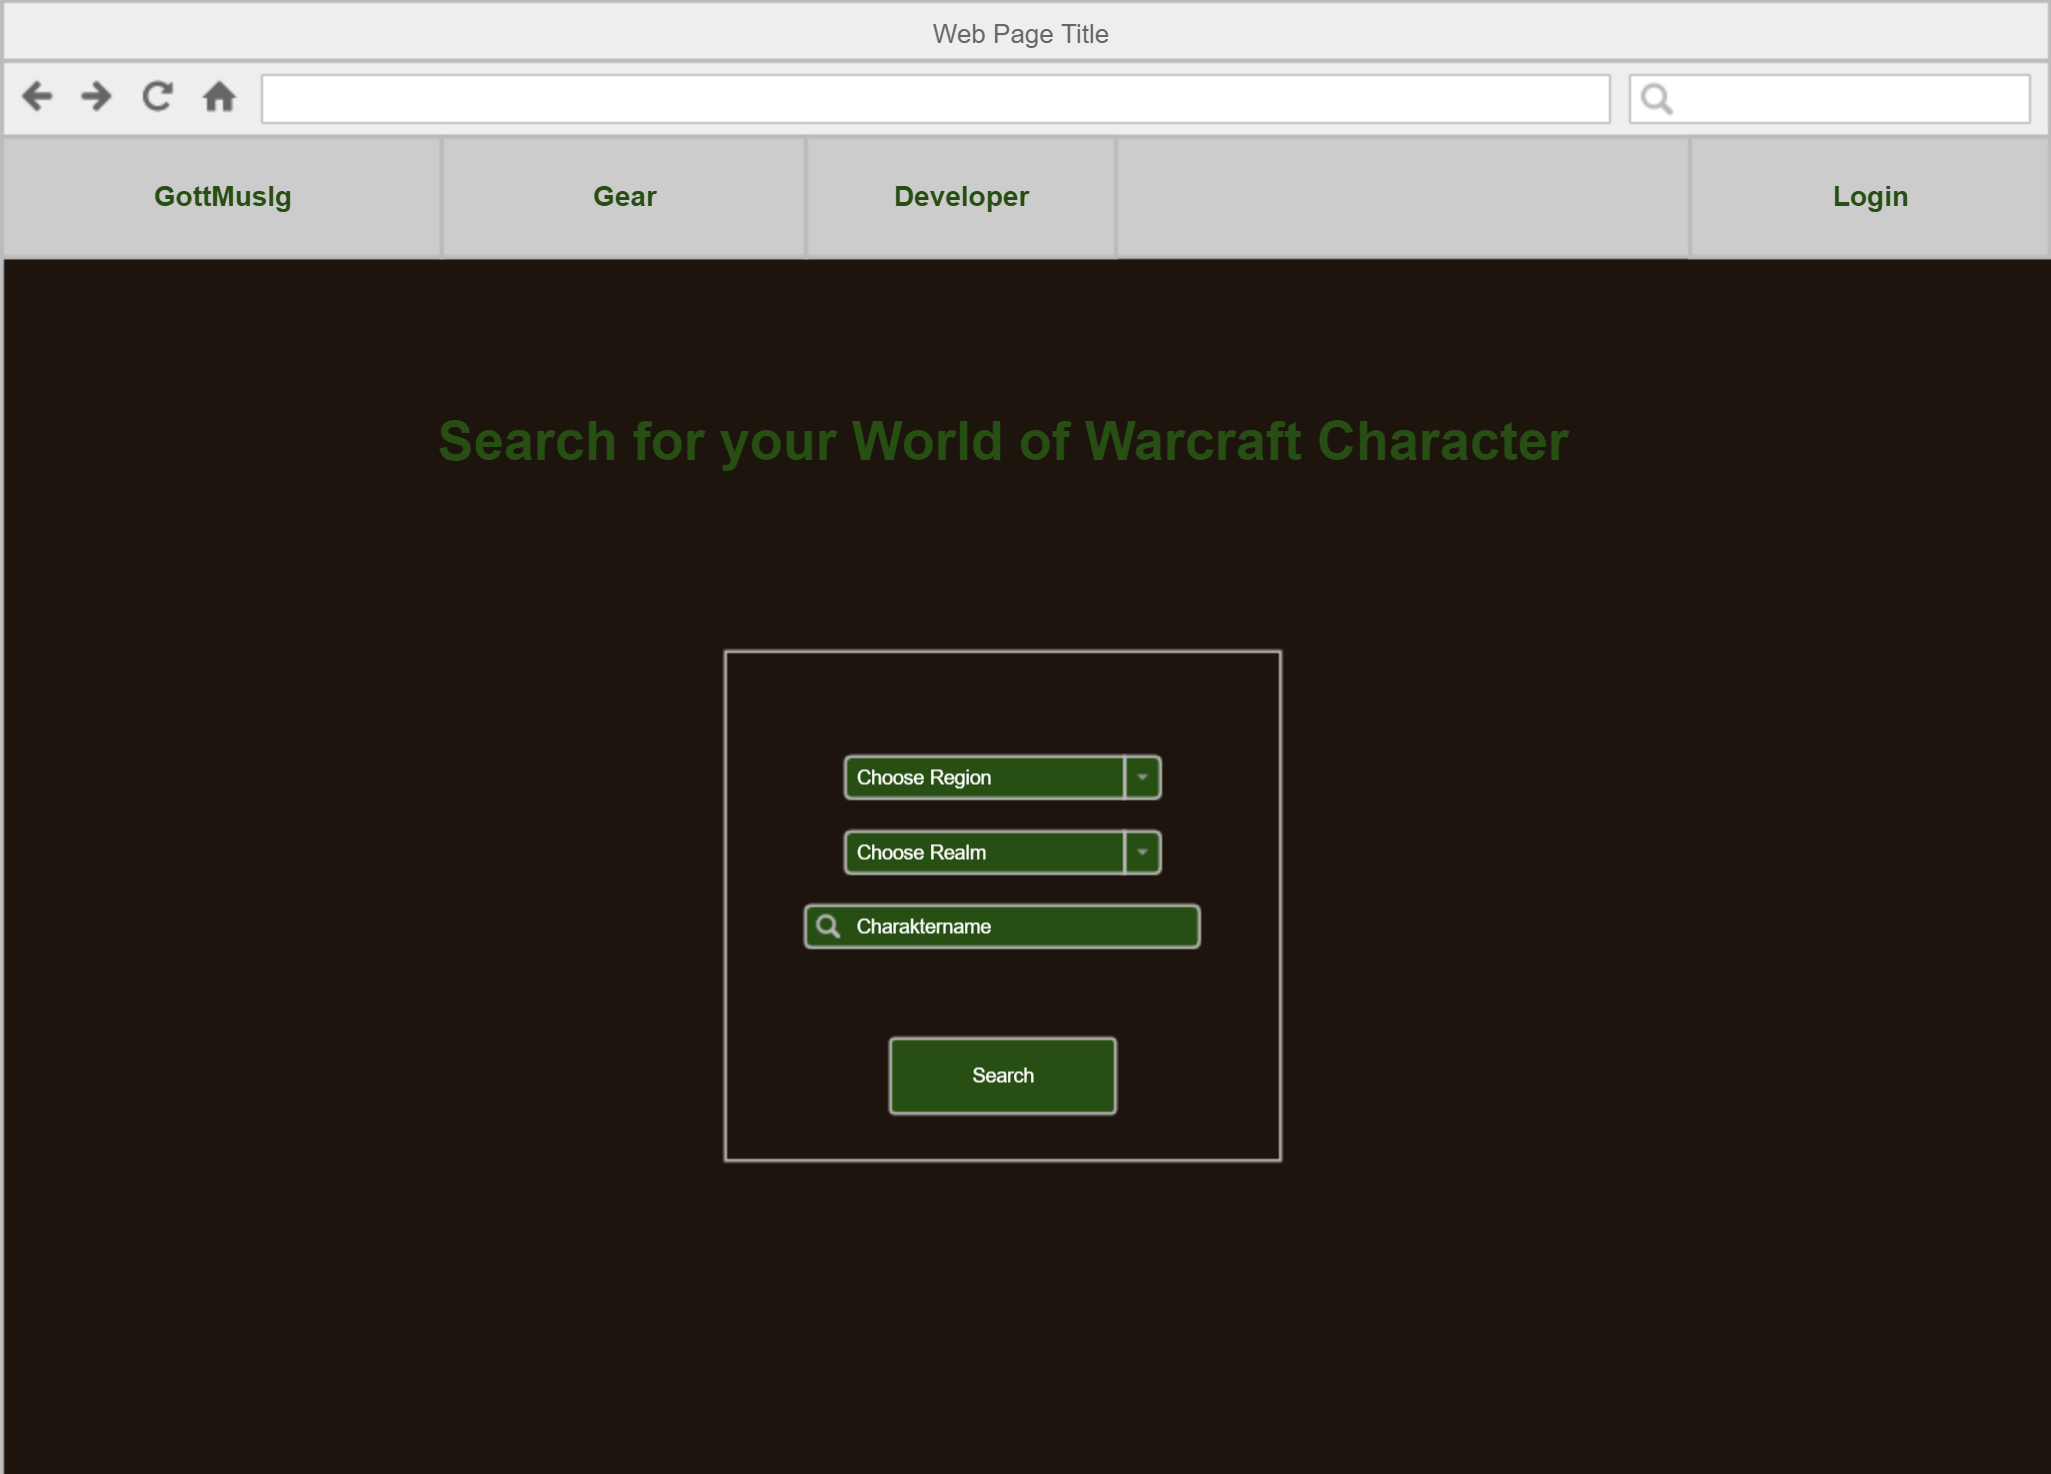 Web Page Title
GottMusIg
Gear
Developer
Login
Search for your World of Warcraft Character
Choose Region
Choose Realm
Charaktername
Search